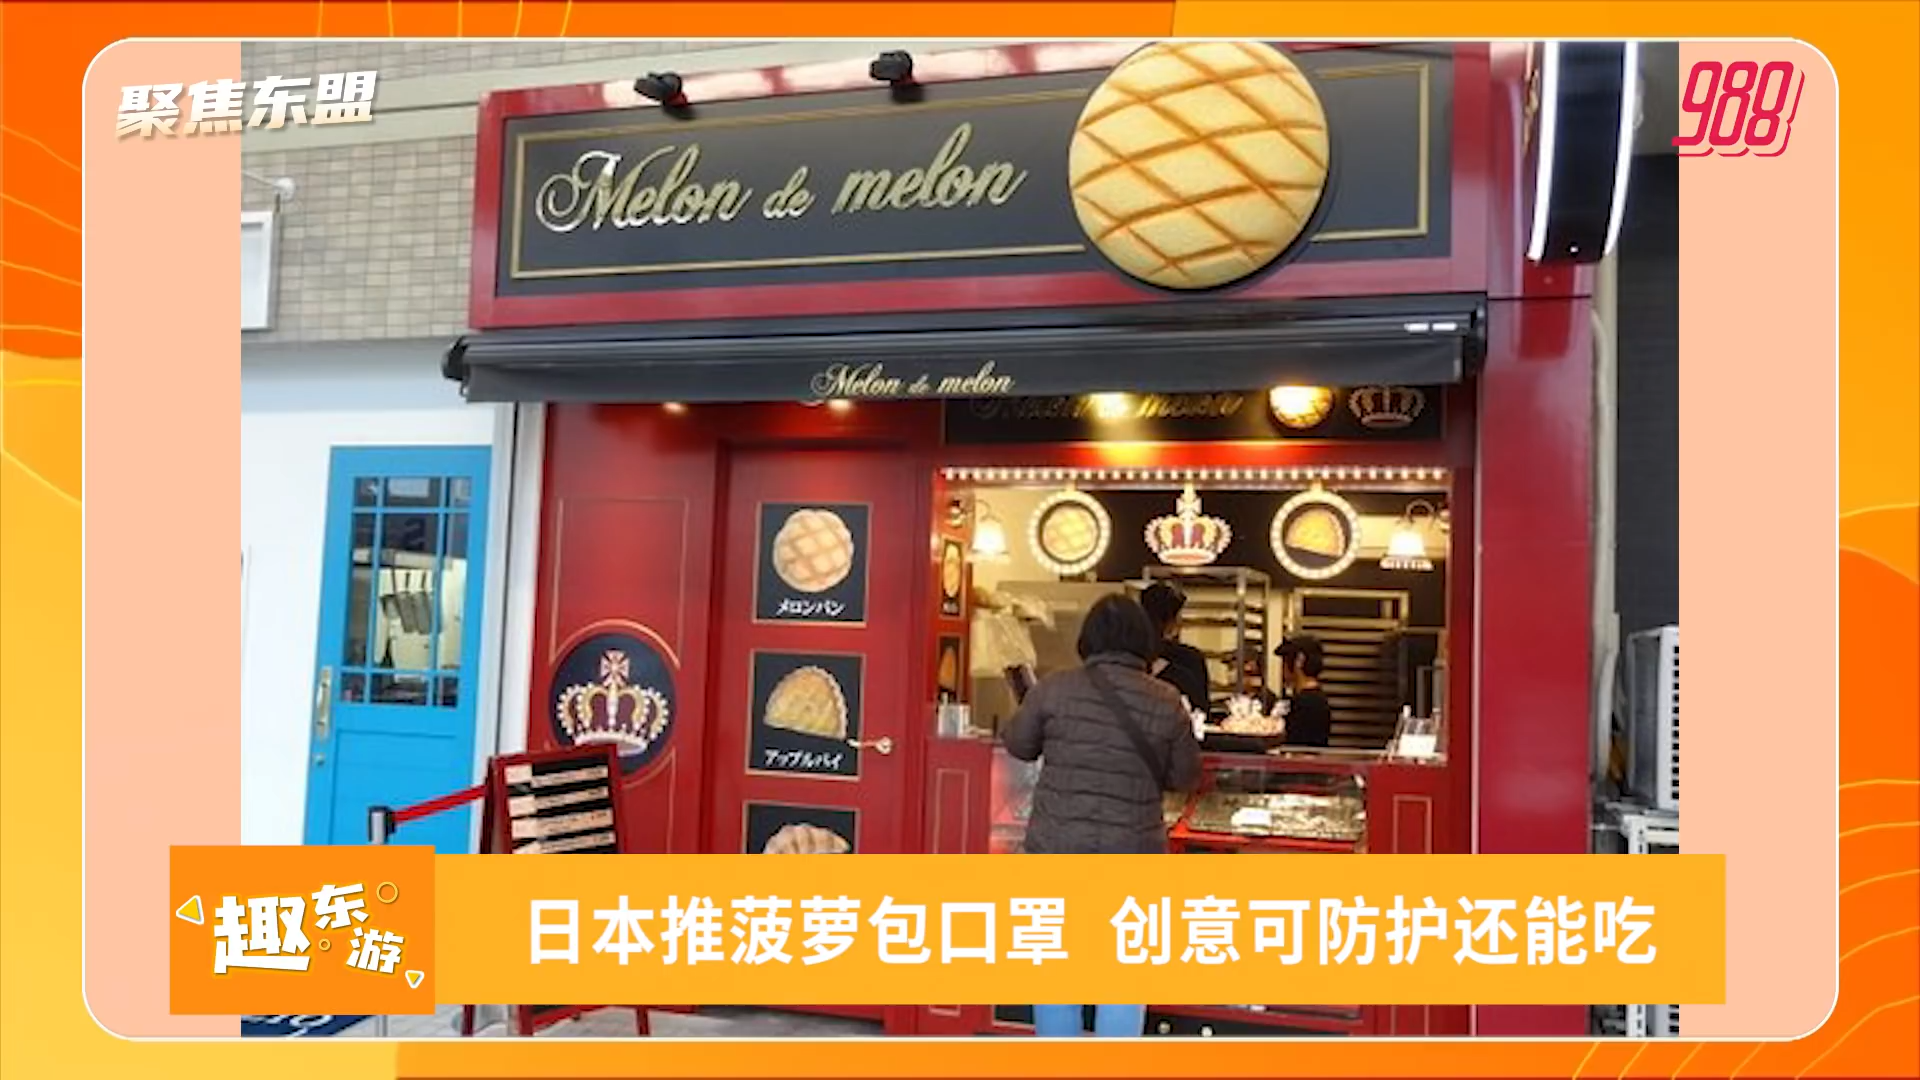 聚焦东盟
988
Melon de melon
Melon de melon
メロンパン
アップルパイ
趣东游
日本推菠萝包口罩 创意可防护还能吃